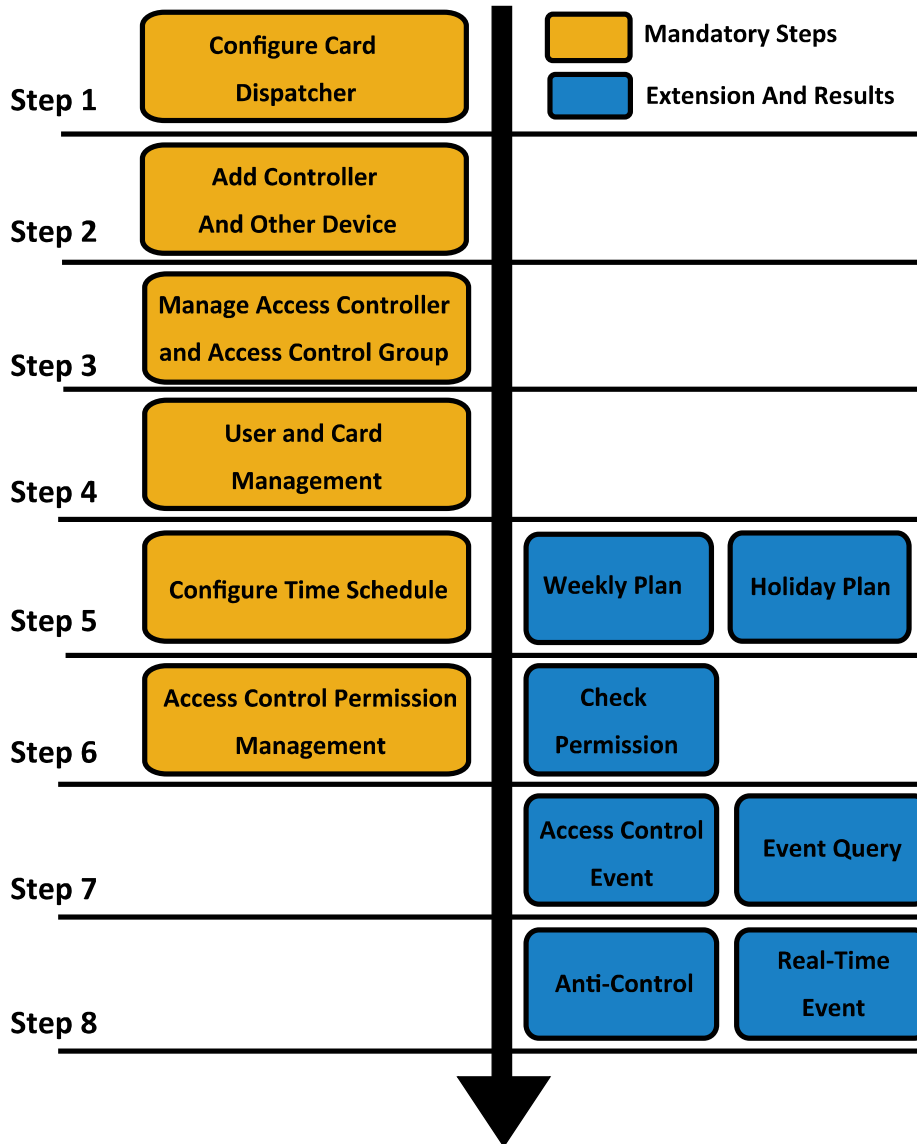 Configure Card
Dispatcher
Step 1
Mandatory Steps
Extension And Results
Add Controller
And Other Device
Step 2
Manage Access Controller
and Access Control Group
Step 3
User and Card
Management
Step 4
Configure Time Schedule
Step 5
Weekly Plan
Holiday Plan
Access Control Permission
Management
Step 6
Check
Permission
Step 7
Access Control
Event
Event Query
Step 8
Anti-Control
Real-Time
Event